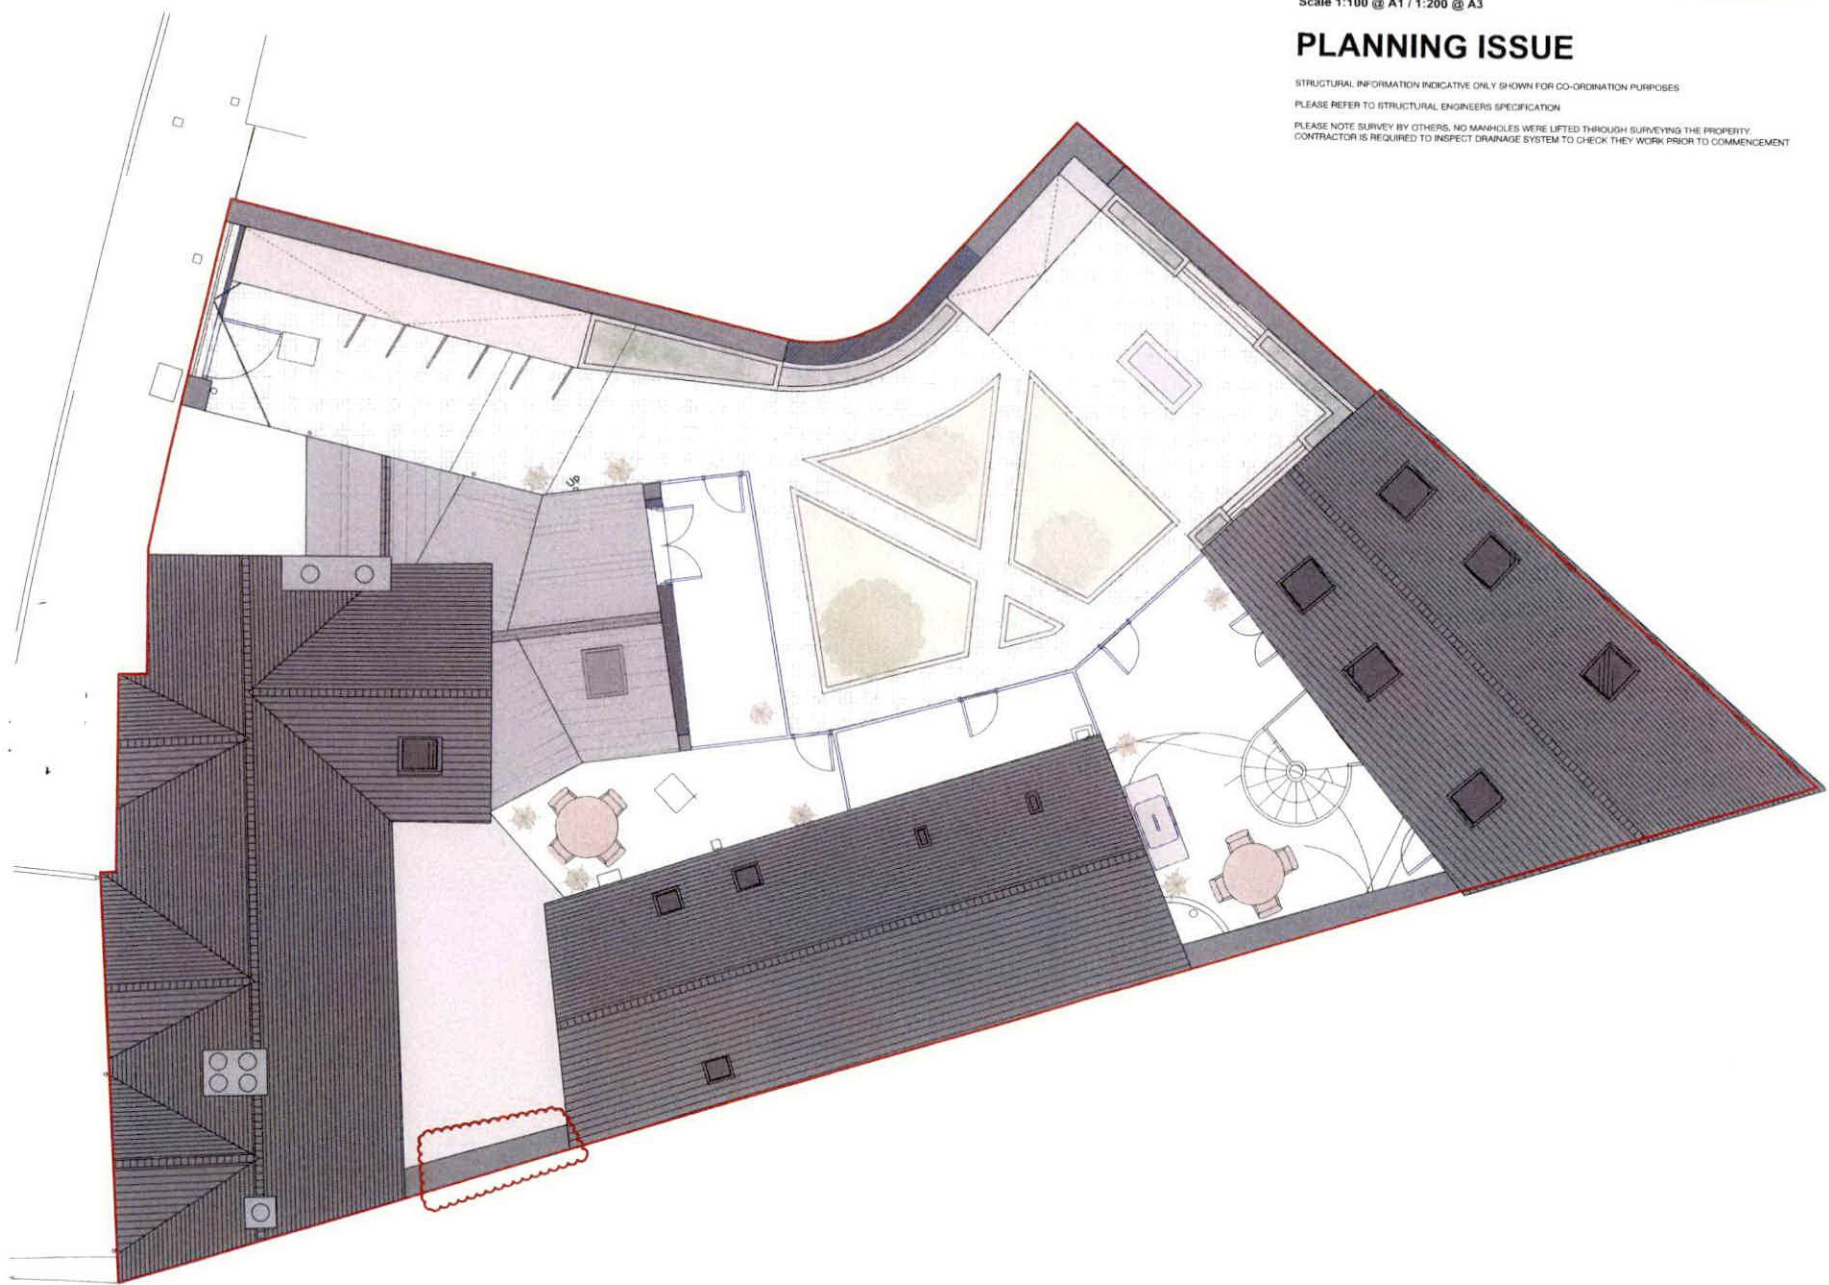 Scale 1:100 @ A1 / 1:200 @ A3
PLANNING ISSUE
STRUCTURAL INFORMATION INDICATIVE ONLY SHOWN FOR CO-ORDINATION PURPOSES
PLEASE REFER TO STRUCTURAL ENGINEERS SPECIFICATION
PLEASE NOTE SURVEY BY OTHERS, NO MANHOLES WERE LIFTED THROUGH SURVEYING THE PROPERTY.
CONTRACTOR IS REQUIRED TO INSPECT DRAINAGE SYSTEM TO CHECK THEY WORK PRIOR TO COMMENCEMENT
Up